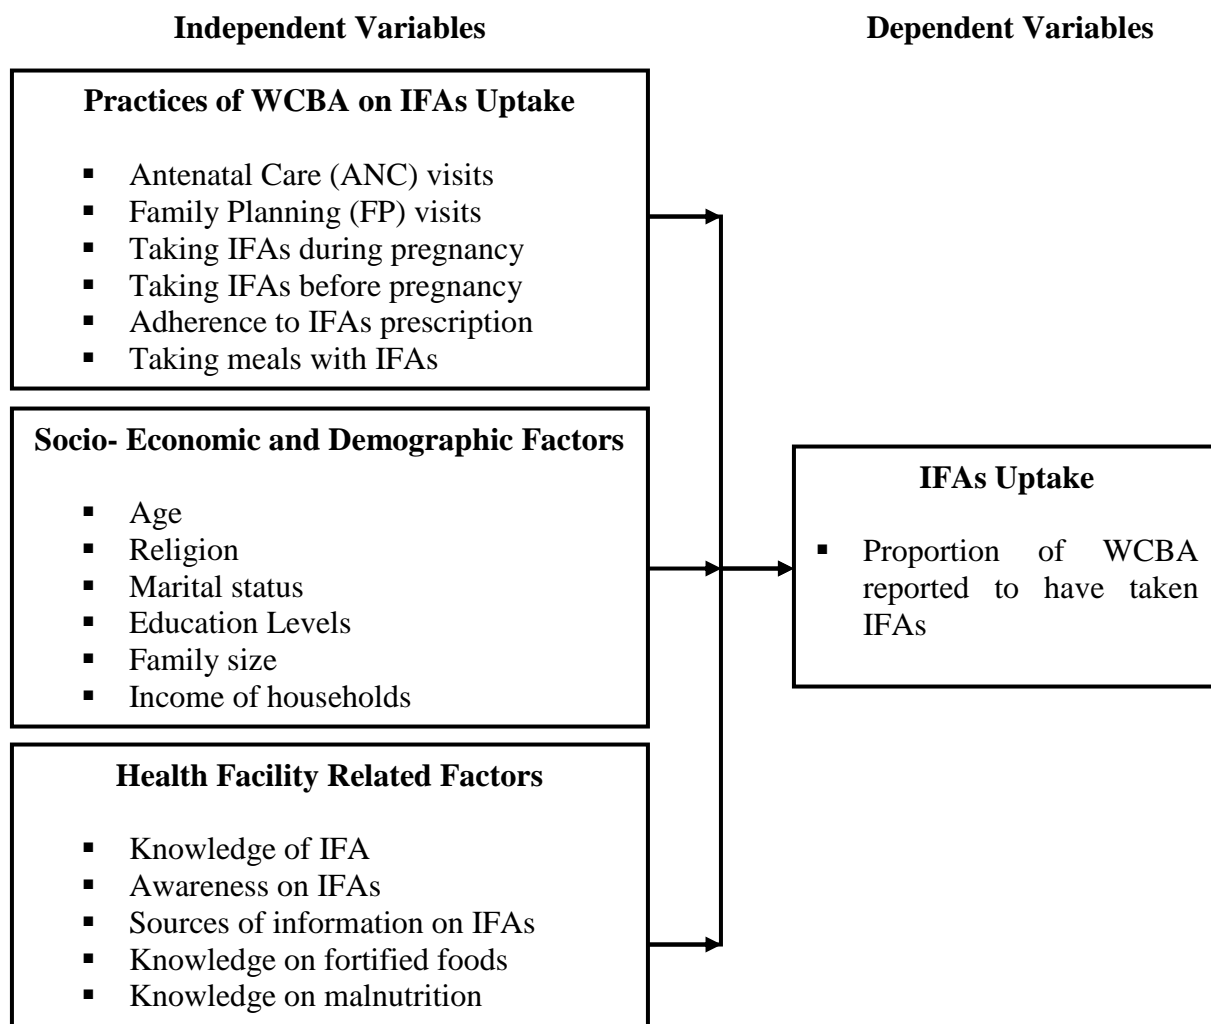 Independent Variables
Dependent Variables
Practices of WCBA on IFAs Uptake
▪ Antenatal Care (ANC) visits
▪ Family Planning (FP) visits
▪ Taking IFAs during pregnancy
▪ Taking IFAs before pregnancy
▪ Adherence to IFAs prescription
▪ Taking meals with IFAs
Socio- Economic and Demographic Factors
▪ Age
▪ Religion
▪ Marital status
▪ Education Levels
▪ Family size
▪ Income of households
Health Facility Related Factors
▪ Knowledge of IFA
▪ Awareness on IFAs
▪ Sources of information on IFAs
▪ Knowledge on fortified foods
▪ Knowledge on malnutrition
IFAs Uptake
▪ Proportion of WCBA
reported to have taken
IFAs